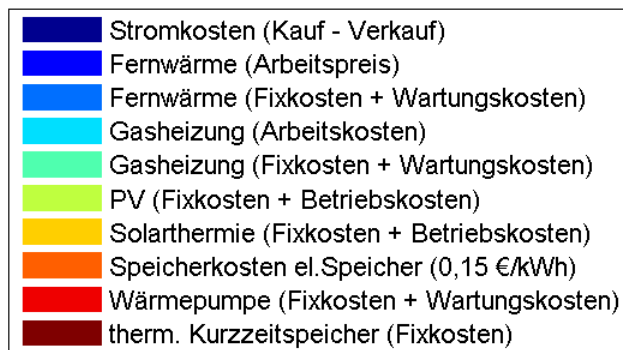 Stromkosten (Kauf - Verkauf)
Fernwärme (Arbeitspreis)
Fernwärme (Fixkosten + Wartungskosten)
Gasheizung (Arbeitskosten)
Gasheizung (Fixkosten + Wartungskosten)
PV (Fixkosten + Betriebskosten)
Solarthermie (Fixkosten + Betriebskosten)
Speicherkosten el.Speicher (0,15 €/kWh)
Wärmepumpe (Fixkosten + Wartungskosten)
therm. Kurzzeitspeicher (Fixkosten)